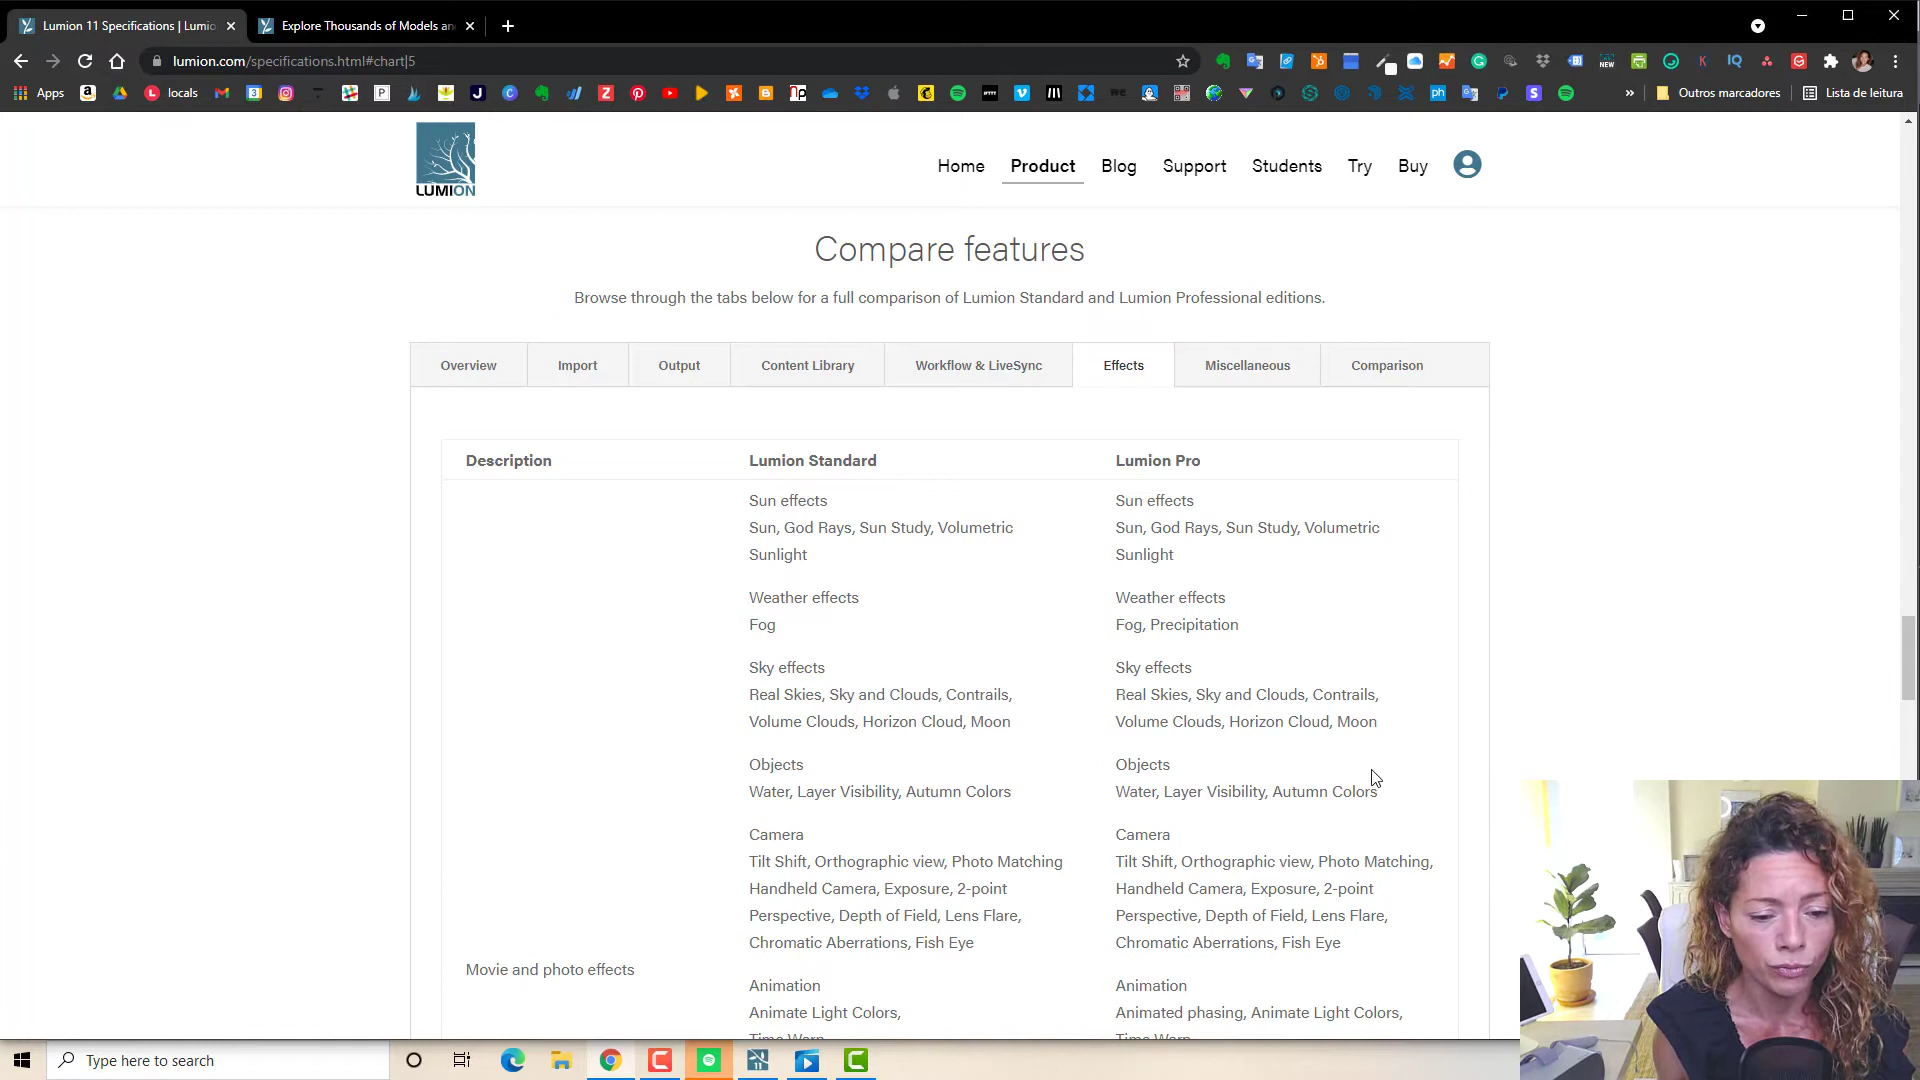 Lumion 11 Specifications | Lumio
Explore Thousands of Models an
lumion.com/specifications.html#chart|5
Apps
locals
Outros marcadores
Lista de leitura
LUMION
Home
Product
Blog
Support
Students
Try
Buy
Compare features
Browse through the tabs below for a full comparison of Lumion Standard and Lumion Professional editions.
Overview
Import
Output
Content Library
Workflow & LiveSync
Effects
Miscellaneous
Comparison
Description
Lumion Standard
Lumion Pro
Movie and photo effects
Sun effects
Sun, God Rays, Sun Study, Volumetric
Sunlight
Weather effects
Fog
Sky effects
Real Skies, Sky and Clouds, Contrails,
Volume Clouds, Horizon Cloud, Moon
Objects
Water, Layer Visibility, Autumn Colors
Camera
Tilt Shift, Orthographic view, Photo Matching
Handheld Camera, Exposure, 2-point
Perspective, Depth of Field, Lens Flare,
Chromatic Aberrations, Fish Eye
Animation
Animate Light Colors,
Time Warp
Sun effects
Sun, God Rays, Sun Study, Volumetric
Sunlight
Weather effects
Fog, Precipitation
Sky effects
Real Skies, Sky and Clouds, Contrails,
Volume Clouds, Horizon Cloud, Moon
Objects
Water, Layer Visibility, Autumn Colors
Camera
Tilt Shift, Orthographic view, Photo Matching,
Handheld Camera, Exposure, 2-point
Perspective, Depth of Field, Lens Flare,
Chromatic Aberrations, Fish Eye
Animation
Animated phasing, Animate Light Colors,
Time Warp
Type here to search